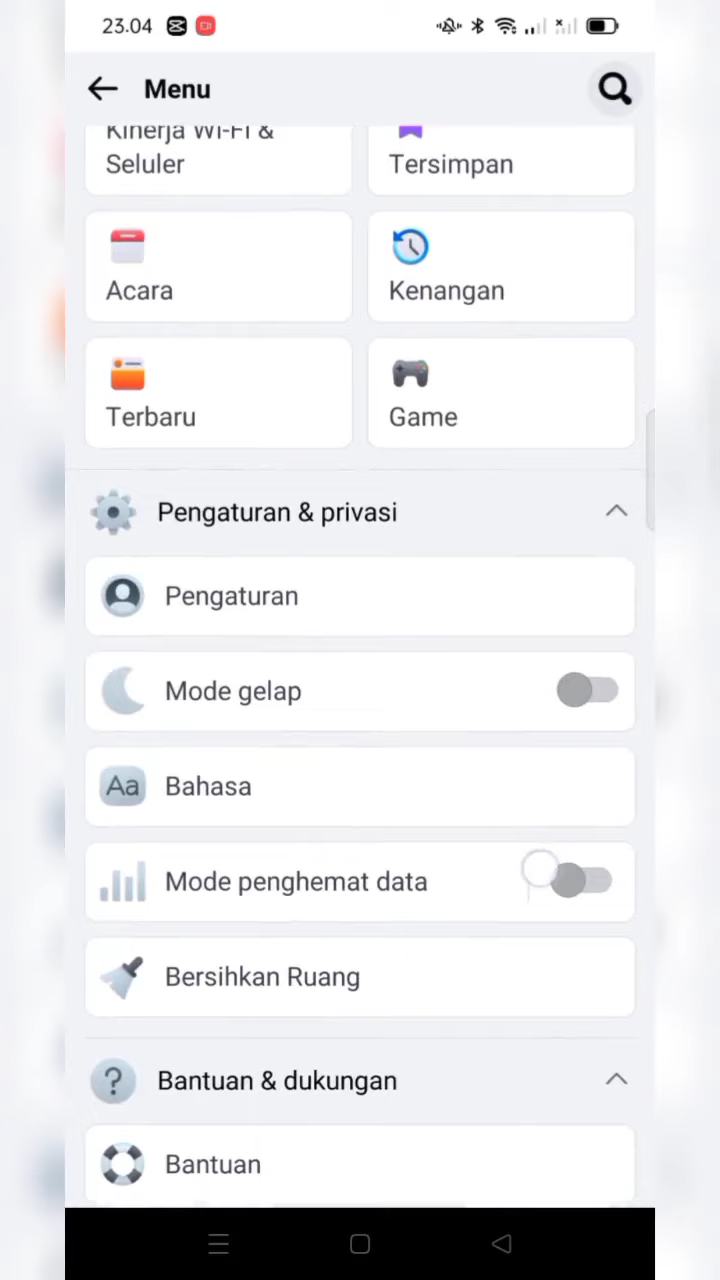 23.04
Menu
Kinerja Wi-Fi &
Seluler
Tersimpan
Acara
Kenangan
Terbaru
Game
Pengaturan & privasi
Pengaturan
Mode gelap
Aa
Bahasa
Mode penghemat data
Bersihkan Ruang
?
Bantuan & dukungan
Bantuan